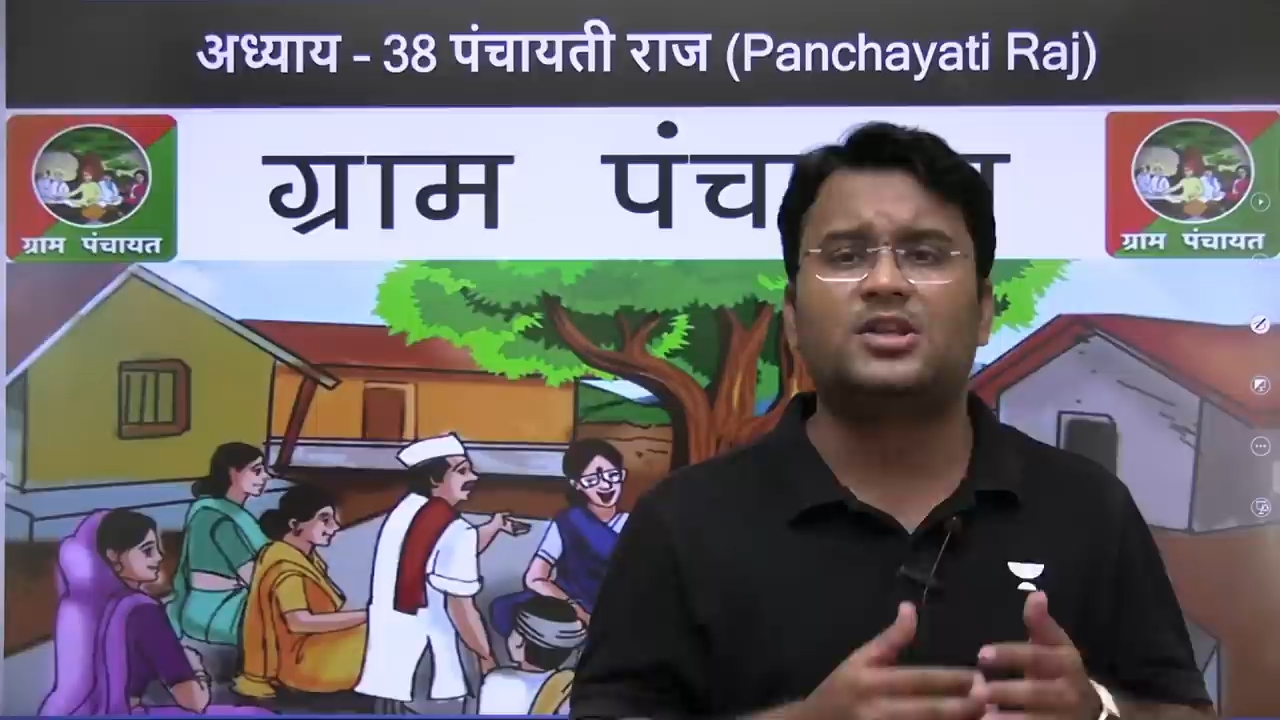 अध्याय – 38 पंचायती राज (Panchayati Raj)
ग्राम
ग्राम पंचायत
ग्राम पंचायत